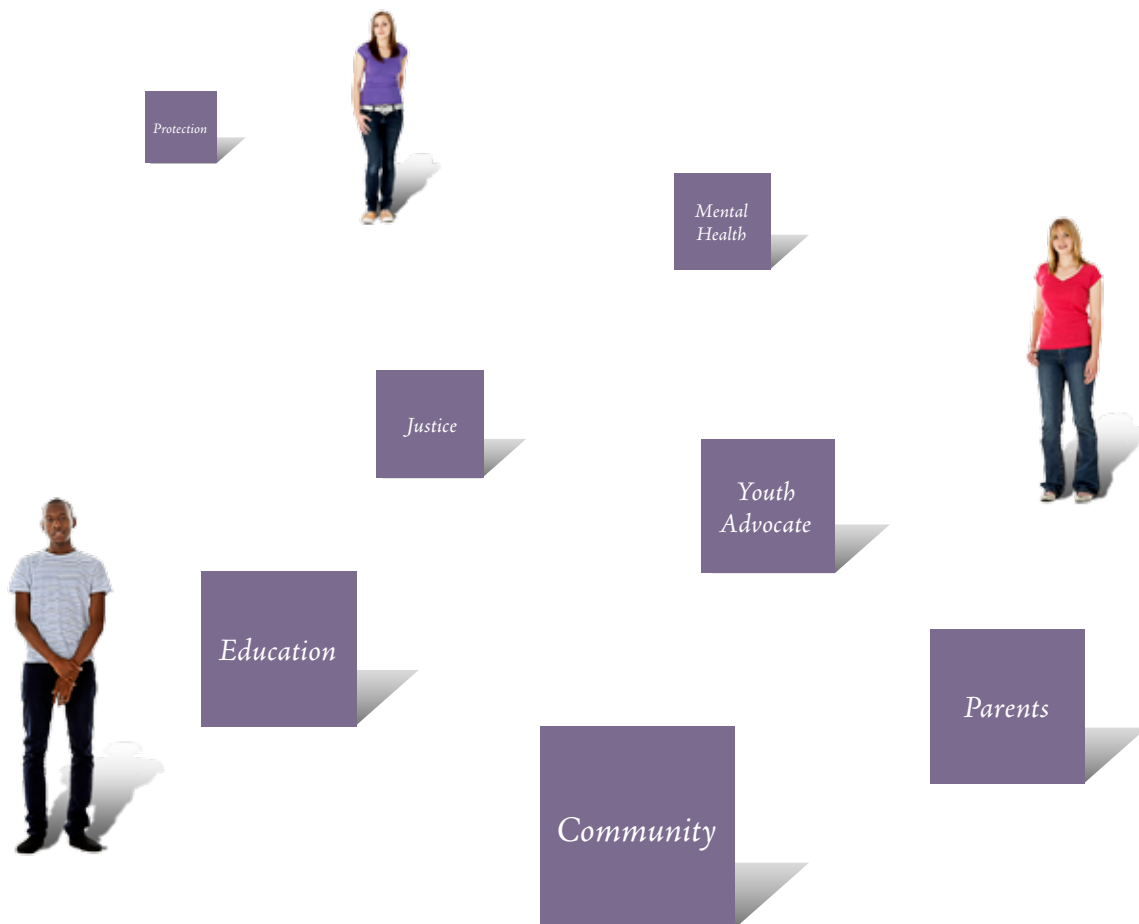 Protection
Mental
Health
Justice
Youth
Advocate
Education
Parents
Community